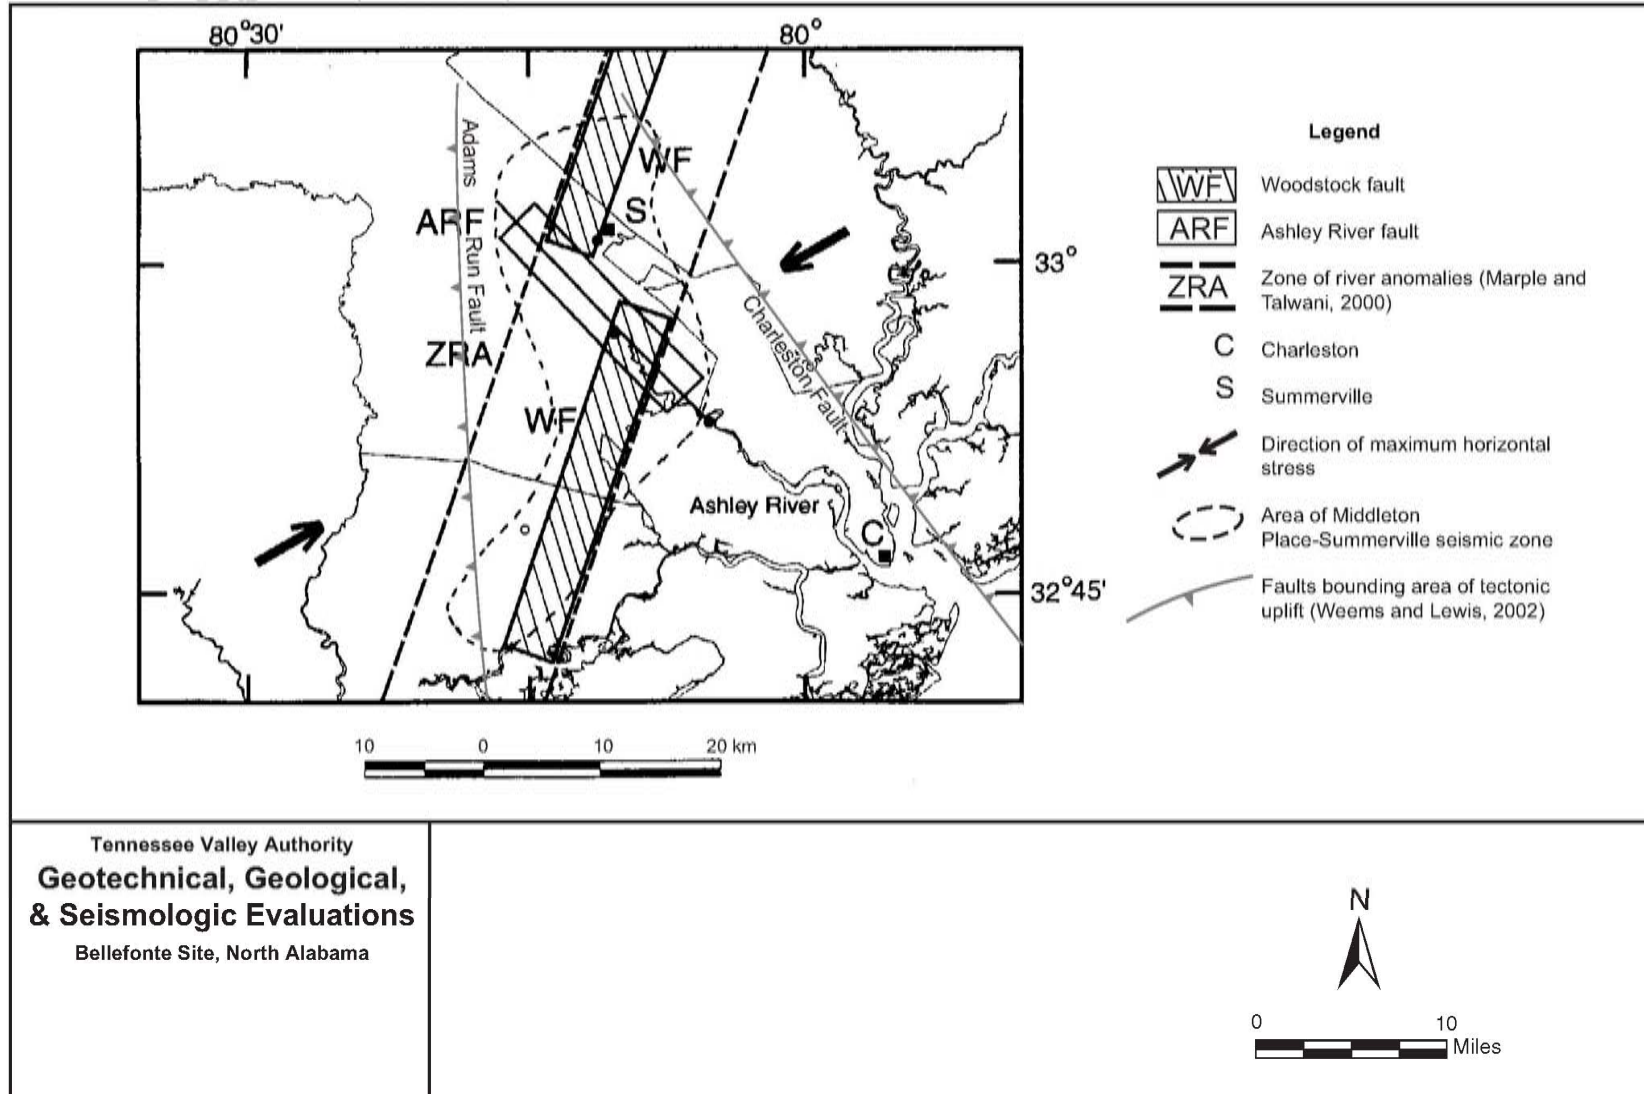 80°30'
80°
Adams Run Fault
WF
S
ARF
33°
Charleston Fault
ZRA
WF
Ashley River
C
32°45'
10 0 10 20 km
Legend
WF Woodstock fault
ARF Ashley River fault
ZRA Zone of river anomalies (Marple and
Talwani, 2000)
C Charleston
S Summerville
Direction of maximum horizontal
stress
Area of Middleton
Place-Summerville seismic zone
Faults bounding area of tectonic
uplift (Weems and Lewis, 2002)
Tennessee Valley Authority
Geotechnical, Geological,
& Seismologic Evaluations
Bellefonte Site, North Alabama
N
0 10
Miles